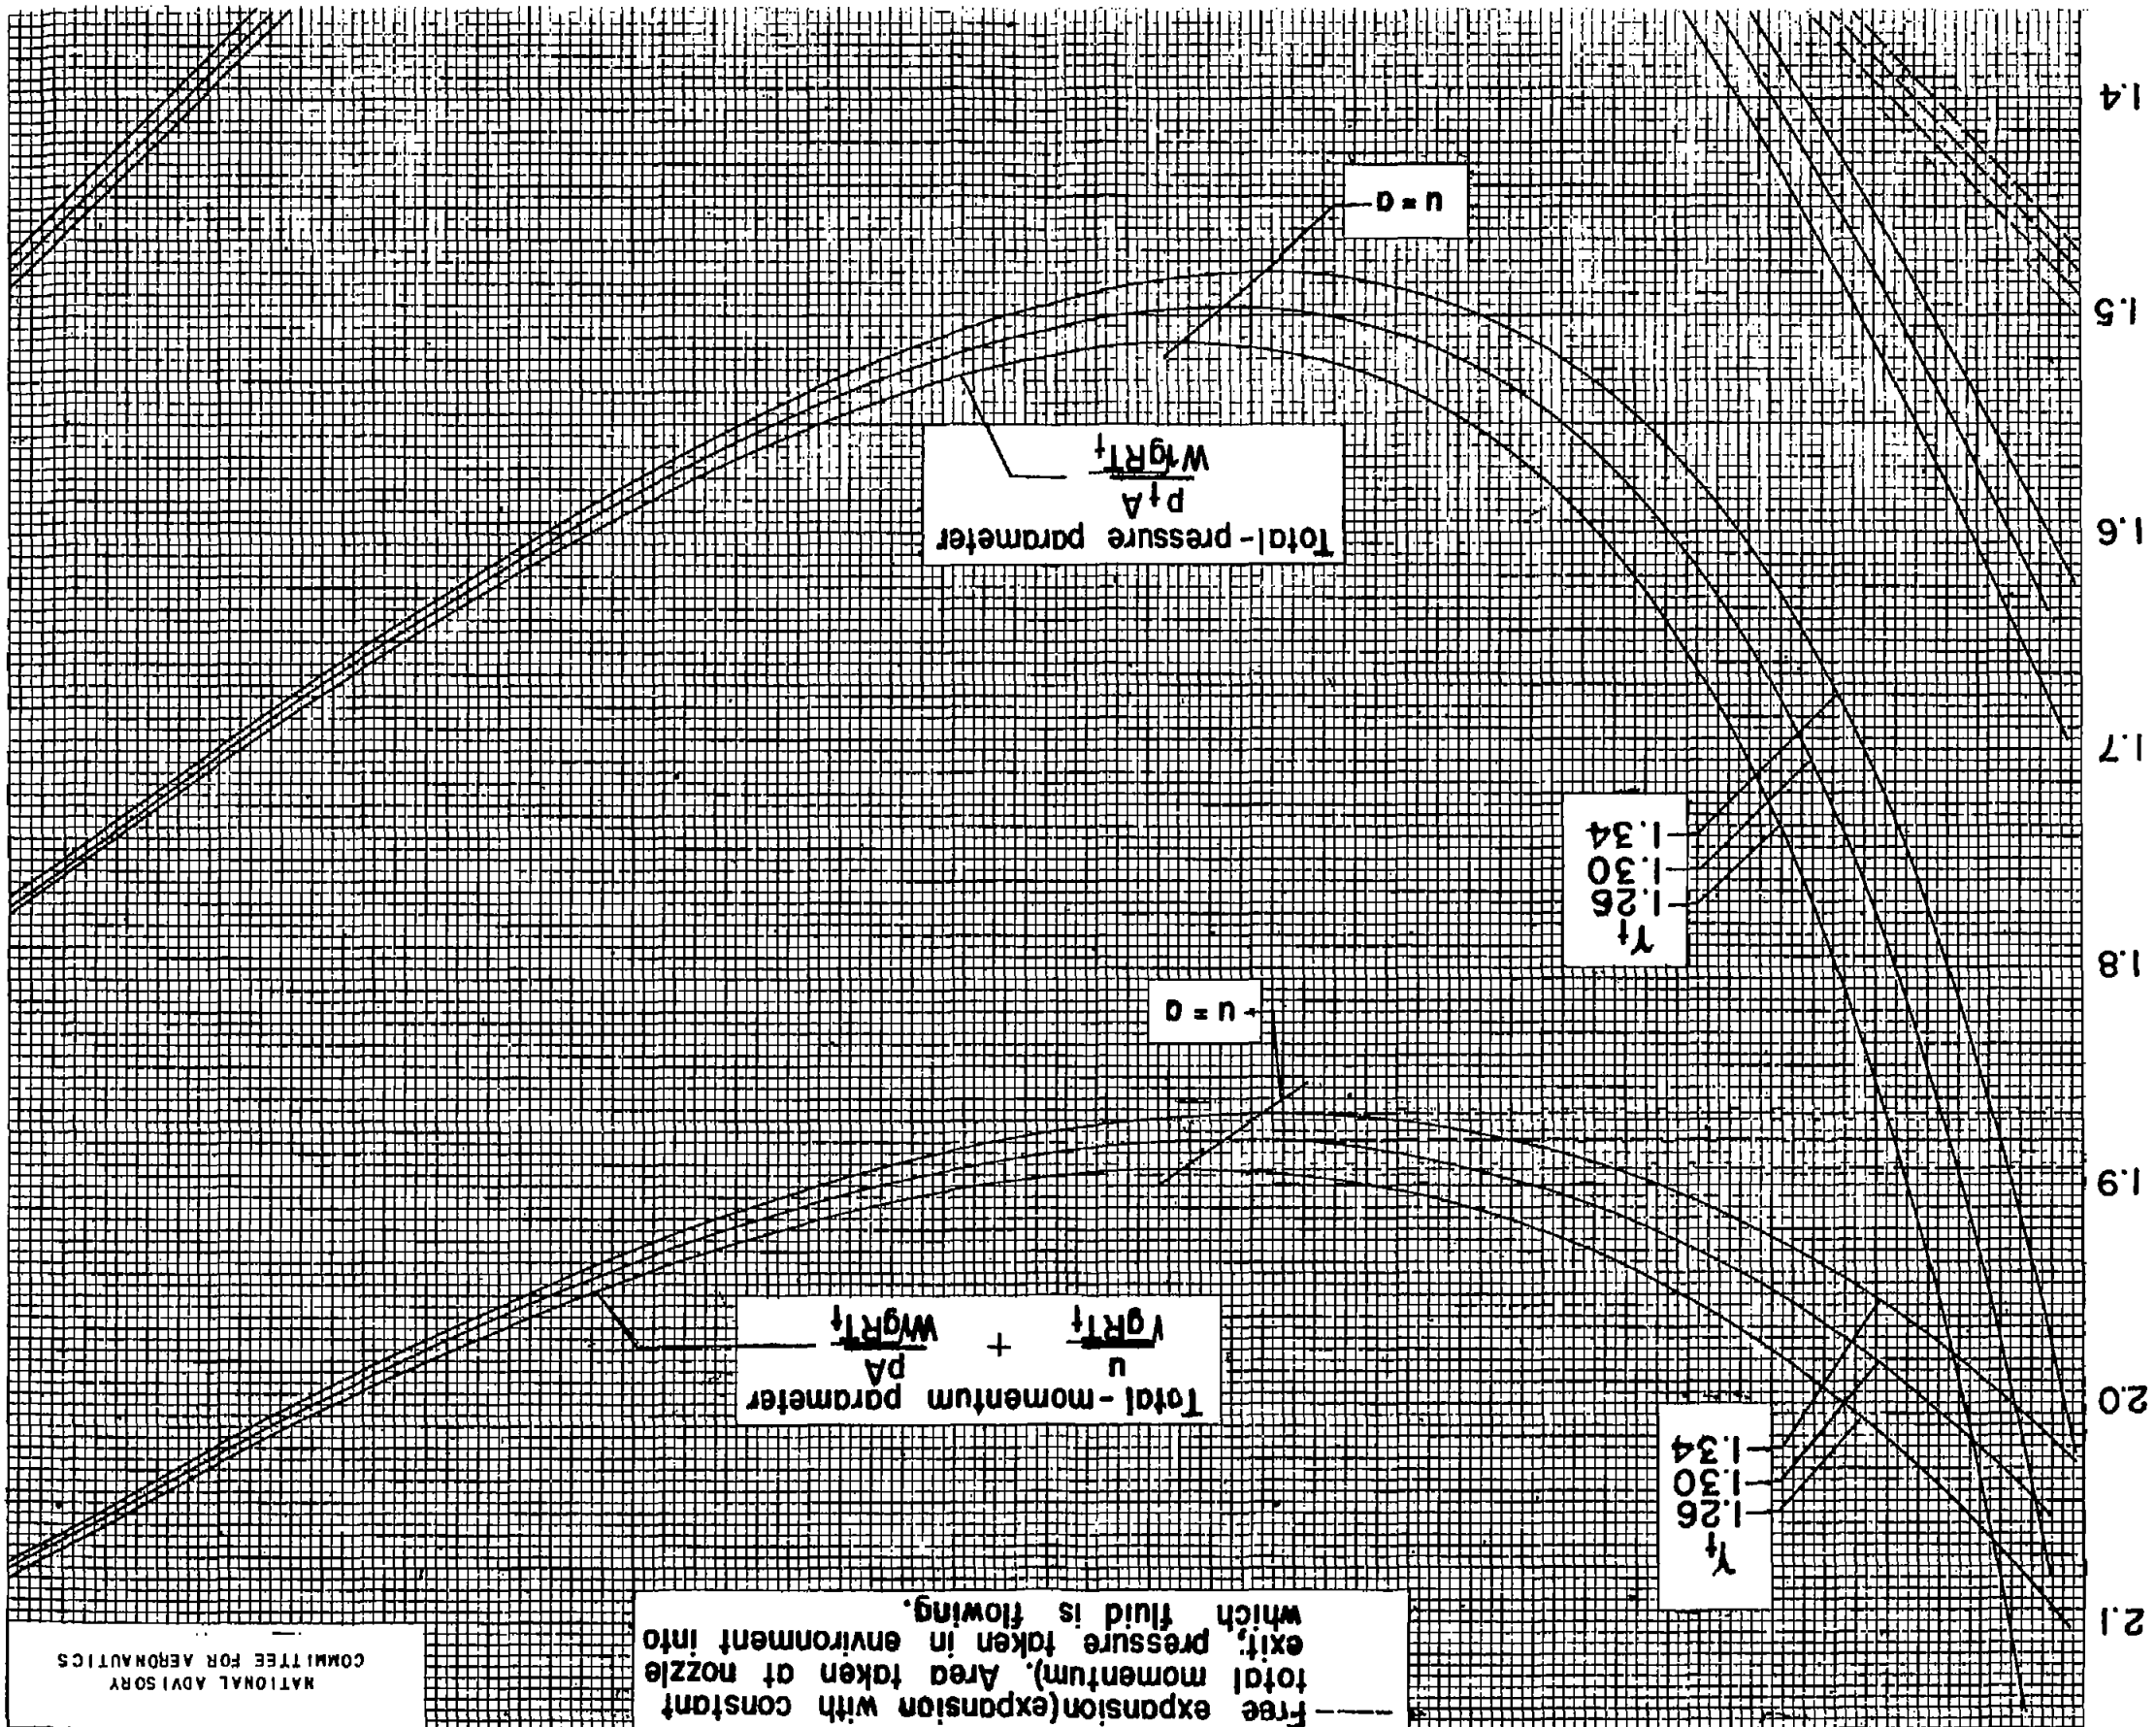 Free expansion (expansion with constant
total momentum). Area taken at nozzle
exit; pressure taken in environment into
which fluid is flowing.
NATIONAL ADVISORY
COMMITTEE FOR AERONAUTICS
2.1
γt
1.26
1.30
1.34
2.0
Total-momentum parameter
u/√gRTt + pA/W√gRTt
1.9
u = a
1.8
γt
1.26
1.30
1.34
1.7
1.6
Total-pressure parameter
ptA/W√gRTt
1.5
u = a
1.4